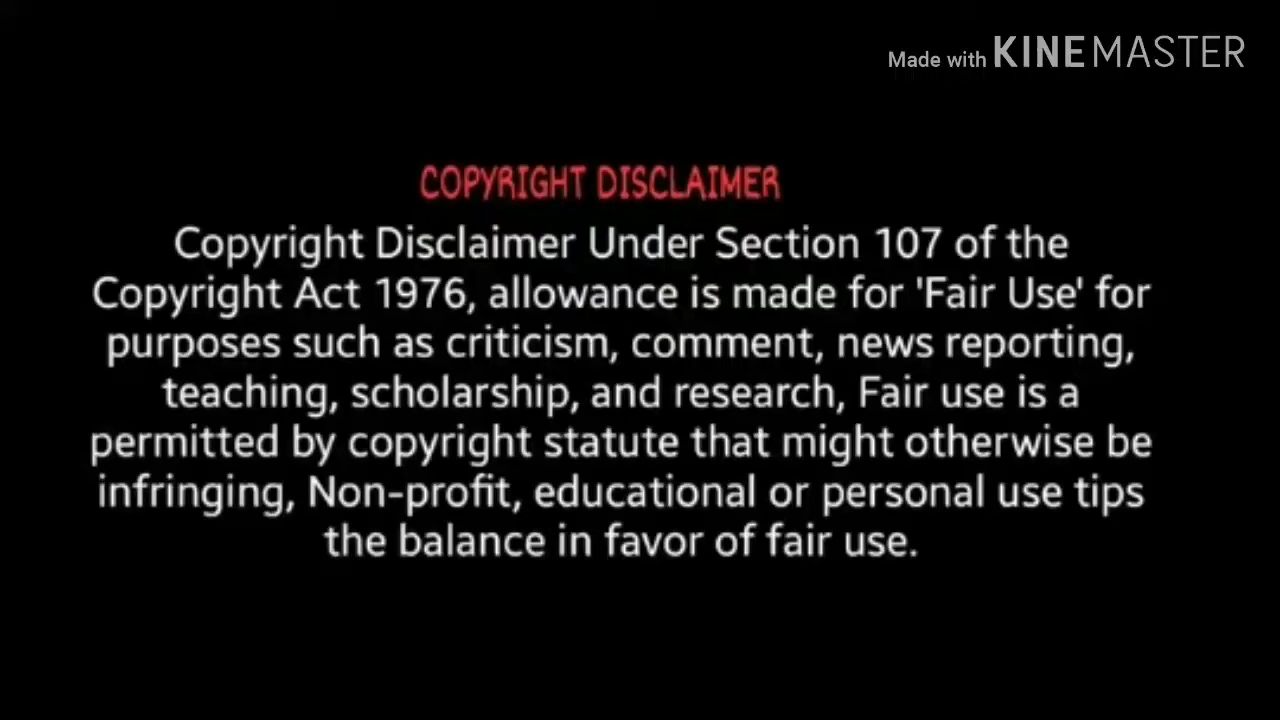 Made with KINEMASTER
COPYRIGHT DISCLAIMER
Copyright Disclaimer Under Section 107 of the
Copyright Act 1976, allowance is made for 'Fair Use' for
purposes such as criticism, comment, news reporting,
teaching, scholarship, and research, Fair use is a
permitted by copyright statute that might otherwise be
infringing, Non-profit, educational or personal use tips
the balance in favor of fair use.